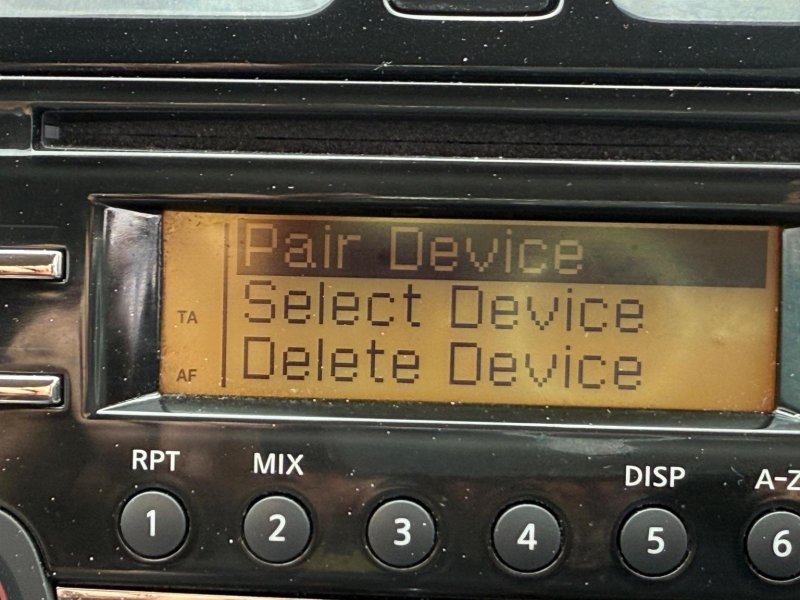 Pair Device
Select Device
TA
Delete Device
AF
RPT
MIX
DISP
A-Z
1
2
3
4
5
6